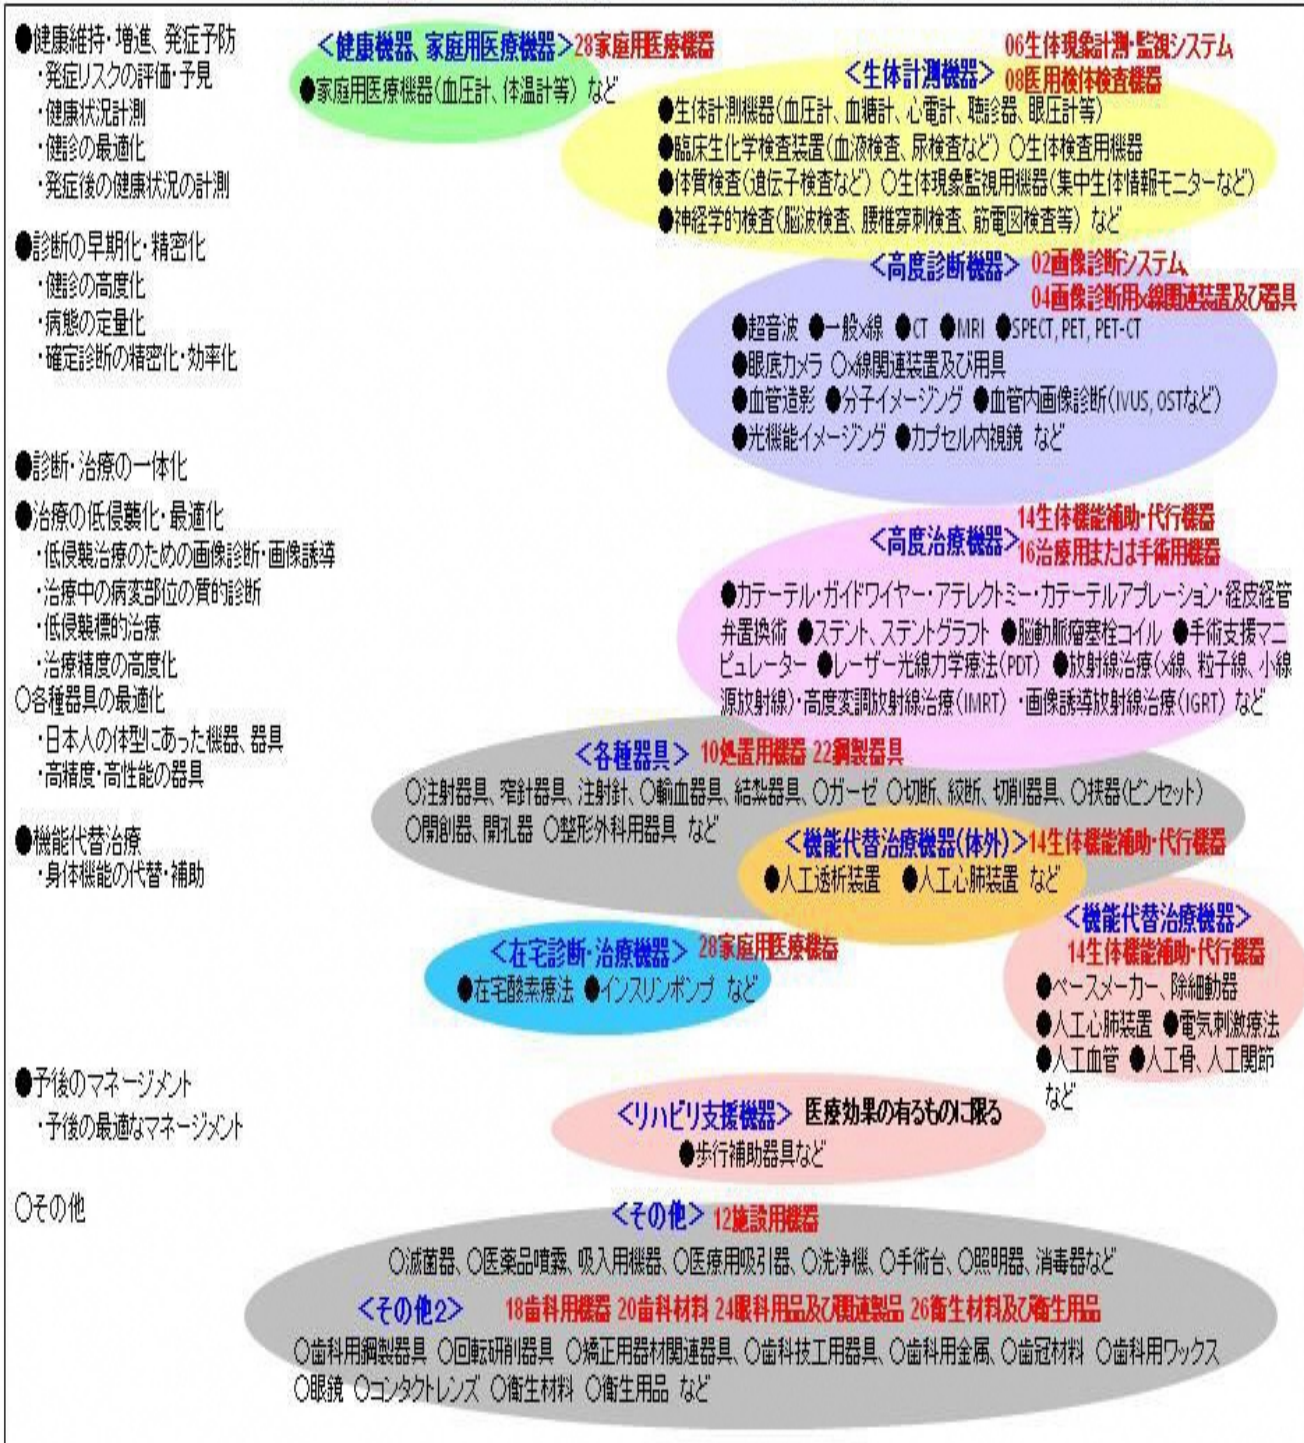 ●健康維持・増進、発症予防
・発症リスクの評価・予見
・健康状況計測
・健診の最適化
・発症後の健康状況の計測
<健康機器、家庭用医療機器> 28家庭用医療機器
●家庭用医療機器(血圧計、体温計等) など
06生体現象計測・監視システム
<生体計測機器> 08医用検体検査機器
●生体計測機器(血圧計、血糖計、心電計、聴診器、眼圧計等)
●臨床生化学検査装置(血液検査、尿検査など) ○生体検査用機器
●体質検査(遺伝子検査など) ○生体現象監視用機器(集中生体情報モニターなど)
●神経学的検査(脳波検査、腰椎穿刺検査、筋電図検査等) など
●診断の早期化・精密化
・健診の高度化
・病態の定量化
・確定診断の精密化・効率化
<高度診断機器> 02画像診断システム、
04画像診断用x線関連装置及び器具
●超音波 ●一般x線 ●CT ●MRI ●SPECT, PET, PET-CT
●眼底カメラ ○x線関連装置及び用具
●血管造影 ●分子イメージング ●血管内画像診断(IVUS, OSTなど)
●光機能イメージング ●カプセル内視鏡 など
●診断・治療の一体化
●治療の低侵襲化・最適化
・低侵襲治療のための画像診断・画像誘導
・治療中の病変部位の質的診断
・低侵襲標的治療
・治療精度の高度化
14生体機能補助・代行機器
<高度治療機器> 16治療用または手術用機器
●カテーテル・ガイドワイヤー・アテレクトミー・カテーテルアブレーション・経皮経管
弁置換術 ●ステント、ステントグラフト ●脳動脈瘤塞栓コイル ●手術支援マニ
ピュレーター ●レーザー光線力学療法(PDT) ●放射線治療(x線、粒子線、小線
源放射線)・高度変調放射線治療(IMRT) ・画像誘導放射線治療(IGRT) など
○各種器具の最適化
・日本人の体型にあった機器、器具
・高精度・高性能の器具
<各種器具> 10処置用機器 22鋼製器具
○注射器具、穿針器具、注射針、○輸血器具、結紮器具、○ガーゼ ○切断、絞断、切削器具、○挟器(ピンセット)
○開創器、開孔器 ○整形外科用器具 など
●機能代替治療
・身体機能の代替・補助
<機能代替治療機器(体外)> 14生体機能補助・代行機器
●人工透析装置 ●人工心肺装置 など
<機能代替治療機器>
14生体機能補助・代行機器
●ペースメーカー、除細動器
●人工心肺装置 ●電気刺激療法
●人工血管 ●人工骨、人工関節
など
<在宅診断・治療機器> 28家庭用医療機器
●在宅酸素療法 ●インスリンポンプ など
●予後のマネージメント
・予後の最適なマネージメント
<リハビリ支援機器> 医療効果の有るものに限る
●歩行補助器具など
○その他
<その他> 12施設用機器
○滅菌器、○医薬品噴霧、吸入用機器、○医療用吸引器、○洗浄機、○手術台、○照明器、消毒器など
<その他2> 18歯科用機器 20歯科材料 24眼科用品及び関連製品 26衛生材料及び衛生用品
○歯科用鋼製器具 ○回転研削器具 ○矯正用器材関連器具、○歯科技工用器具、○歯科用金属、○歯冠材料 ○歯科用ワックス
○眼鏡 ○コンタクトレンズ ○衛生材料 ○衛生用品 など